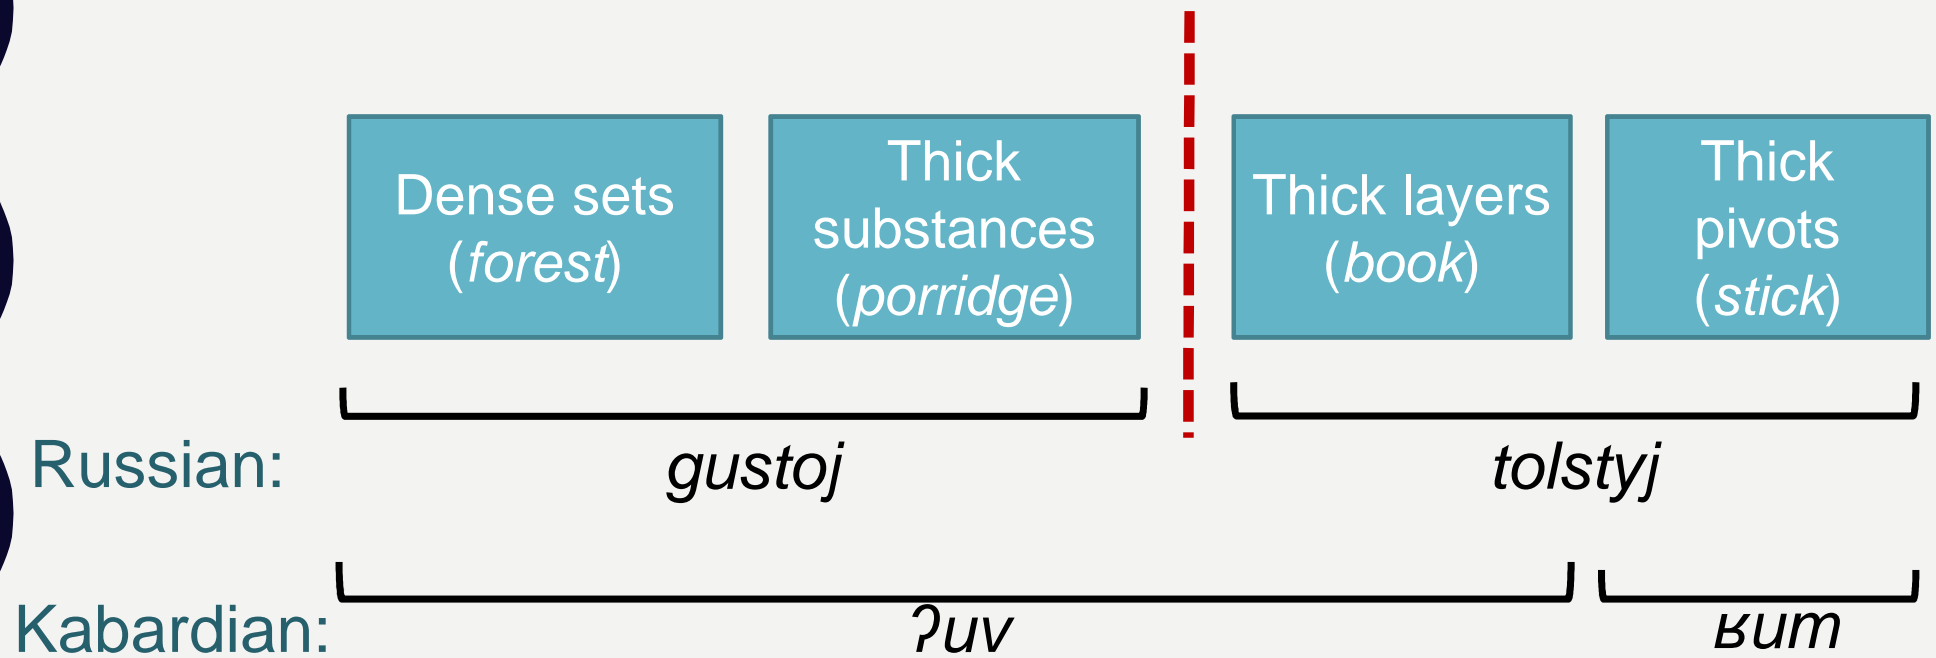 Dense sets
(forest)
Thick
substances
(porridge)
Thick layers
(book)
Thick
pivots
(stick)
Russian: gustoj tolstyj
Kabardian: ʔuv ʁum